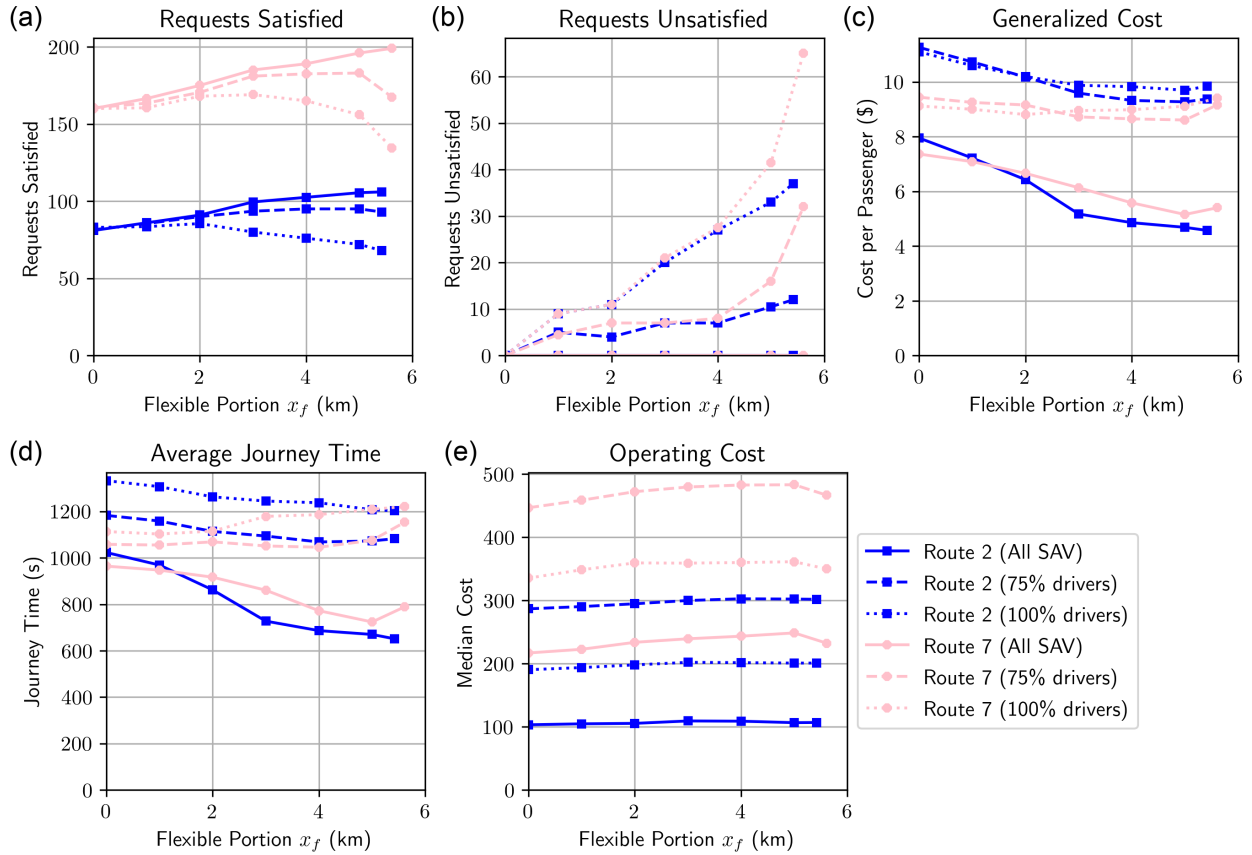 (a)
Requests Satisfied
200
150
100
50
0
0 2 4 6
Requests Satisfied
Flexible Portion x_f (km)
(b)
Requests Unsatisfied
60
50
40
30
20
10
0
0 2 4 6
Requests Unsatisfied
Flexible Portion x_f (km)
(c)
Generalized Cost
10
8
6
4
2
0
0 2 4 6
Cost per Passenger ($)
Flexible Portion x_f (km)
(d)
Average Journey Time
1200
1000
800
600
400
200
0
0 2 4 6
Journey Time (s)
Flexible Portion x_f (km)
(e)
Operating Cost
500
400
300
200
100
0
0 2 4 6
Median Cost
Flexible Portion x_f (km)
Route 2 (All SAV)
Route 2 (75% drivers)
Route 2 (100% drivers)
Route 7 (All SAV)
Route 7 (75% drivers)
Route 7 (100% drivers)